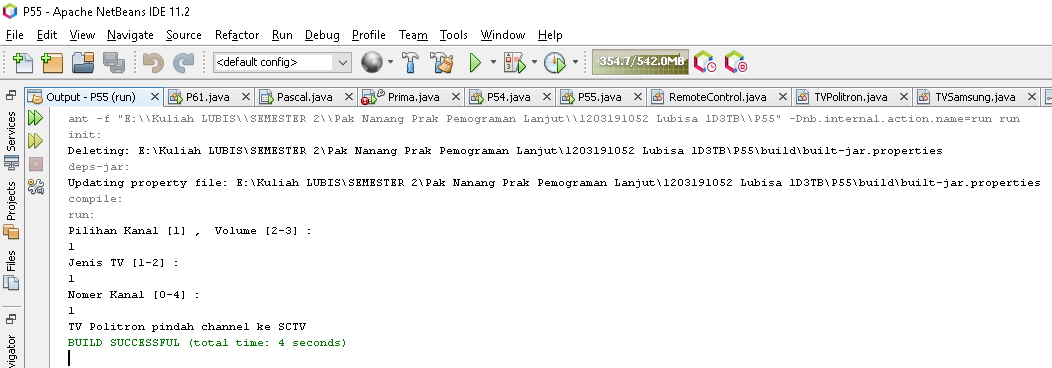 P55 - Apache NetBeans IDE 11.2
File Edit View Navigate Source Refactor Run Debug Profile Team Tools Window Help
<default config> 354.7/542.0MB
Output - P55 (run) P61.java Pascal.java Prima.java P54.java P55.java RemoteControl.java TVPolitron.java TVSamsung.java
Services
Projects
Files
vigator
ant -f "E:\\Kuliah LUBIS\\SEMESTER 2\\Pak Nanang Prak Pemograman Lanjut\\1203191052 Lubisa 1D3TB\\P55" -Dnb.internal.action.name=run run
init:
Deleting: E:\Kuliah LUBIS\SEMESTER 2\Pak Nanang Prak Pemograman Lanjut\1203191052 Lubisa 1D3TB\P55\build\built-jar.properties
deps-jar:
Updating property file: E:\Kuliah LUBIS\SEMESTER 2\Pak Nanang Prak Pemograman Lanjut\1203191052 Lubisa 1D3TB\P55\build\built-jar.properties
compile:
run:
Pilihan Kanal [1] ,  Volume [2-3] :
1
Jenis TV [1-2] :
1
Nomer Kanal [0-4] :
1
TV Politron pindah channel ke SCTV
BUILD SUCCESSFUL (total time: 4 seconds)